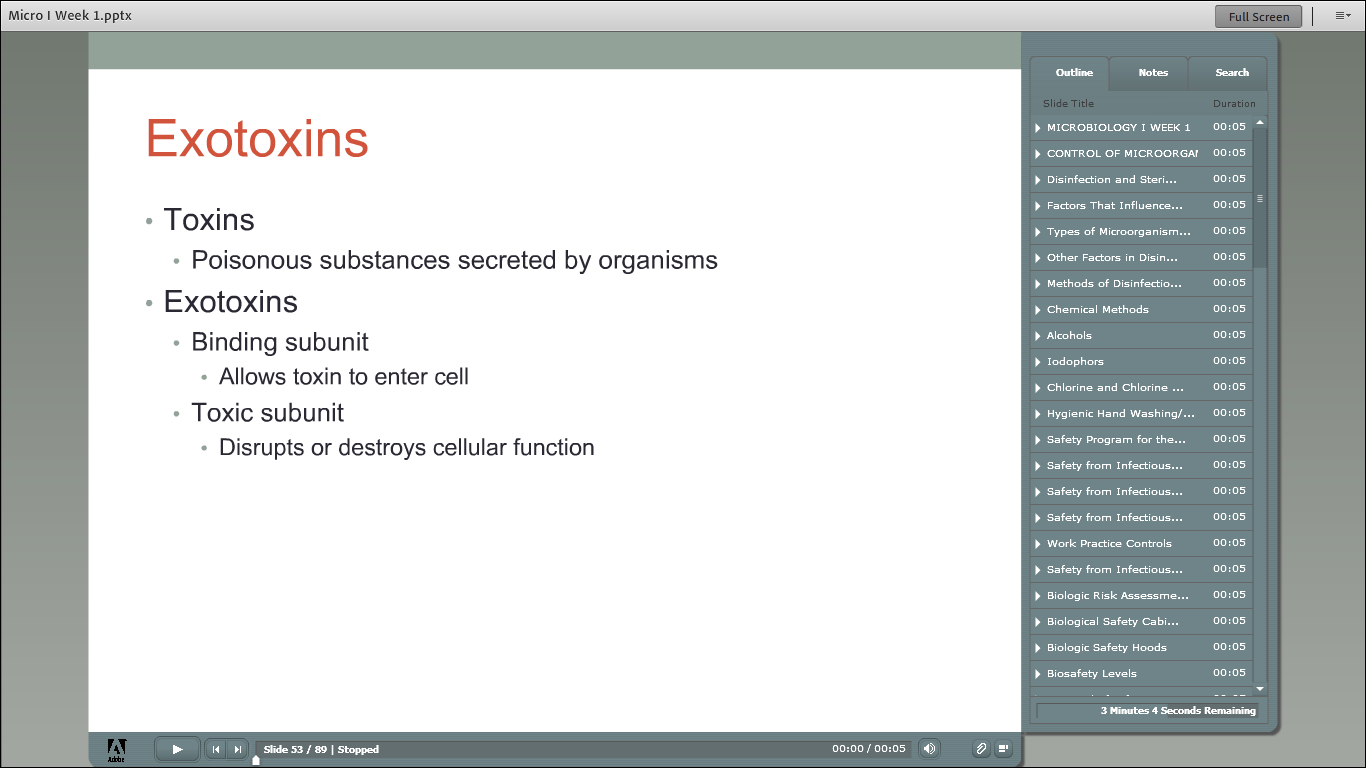 Micro I Week 1.pptx
Full Screen
Exotoxins
• Toxins
• Poisonous substances secreted by organisms
• Exotoxins
• Binding subunit
• Allows toxin to enter cell
• Toxic subunit
• Disrupts or destroys cellular function
Outline Notes Search
Slide Title Duration
MICROBIOLOGY I WEEK 1 00:05
CONTROL OF MICROORGAN 00:05
Disinfection and Steri... 00:05
Factors That Influence... 00:05
Types of Microorganism... 00:05
Other Factors in Disin... 00:05
Methods of Disinfectio... 00:05
Chemical Methods 00:05
Alcohols 00:05
Iodophors 00:05
Chlorine and Chlorine ... 00:05
Hygienic Hand Washing/... 00:05
Safety Program for the... 00:05
Safety from Infectious... 00:05
Safety from Infectious... 00:05
Safety from Infectious... 00:05
Work Practice Controls 00:05
Safety from Infectious... 00:05
Biologic Risk Assessme... 00:05
Biological Safety Cabi... 00:05
Biologic Safety Hoods 00:05
Biosafety Levels 00:05
3 Minutes 4 Seconds Remaining
Adobe
Slide 53 / 89 | Stopped
00:00 / 00:05